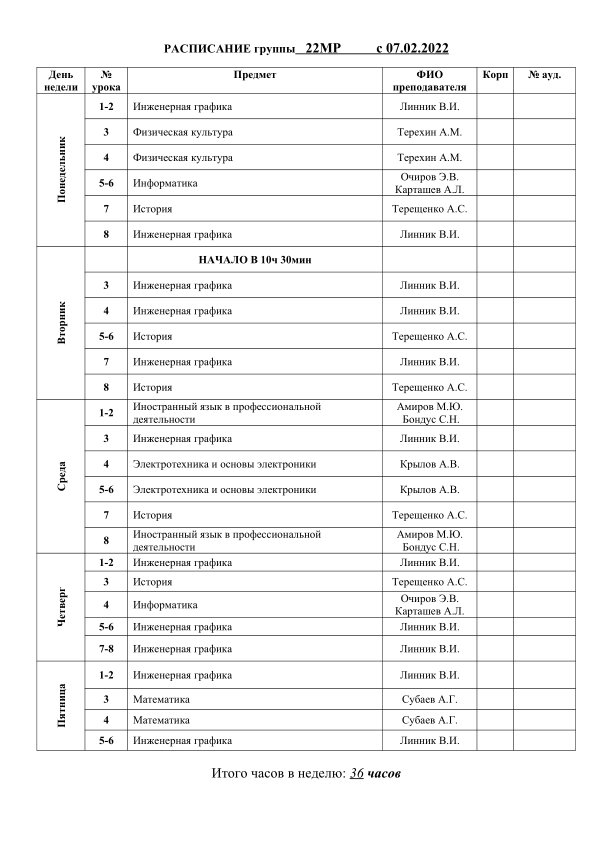 РАСПИСАНИЕ группы 22МР с 07.02.2022
День недели № урока Предмет ФИО преподавателя Корп № ауд.
Понедельник
1-2 Инженерная графика Линник В.И.
3 Физическая культура Терехин А.М.
4 Физическая культура Терехин А.М.
5-6 Информатика Очиров Э.В. Карташев А.Л.
7 История Терещенко А.С.
8 Инженерная графика Линник В.И.
Вторник
НАЧАЛО В 10ч 30мин
3 Инженерная графика Линник В.И.
4 Инженерная графика Линник В.И.
5-6 История Терещенко А.С.
7 Инженерная графика Линник В.И.
8 История Терещенко А.С.
Среда
1-2 Иностранный язык в профессиональной деятельности Амиров М.Ю. Бондус С.Н.
3 Инженерная графика Линник В.И.
4 Электротехника и основы электроники Крылов А.В.
5-6 Электротехника и основы электроники Крылов А.В.
7 История Терещенко А.С.
8 Иностранный язык в профессиональной деятельности Амиров М.Ю. Бондус С.Н.
Четверг
1-2 Инженерная графика Линник В.И.
3 История Терещенко А.С.
4 Информатика Очиров Э.В. Карташев А.Л.
5-6 Инженерная графика Линник В.И.
7-8 Инженерная графика Линник В.И.
Пятница
1-2 Инженерная графика Линник В.И.
3 Математика Субаев А.Г.
4 Математика Субаев А.Г.
5-6 Инженерная графика Линник В.И.
Итого часов в неделю: 36 часов